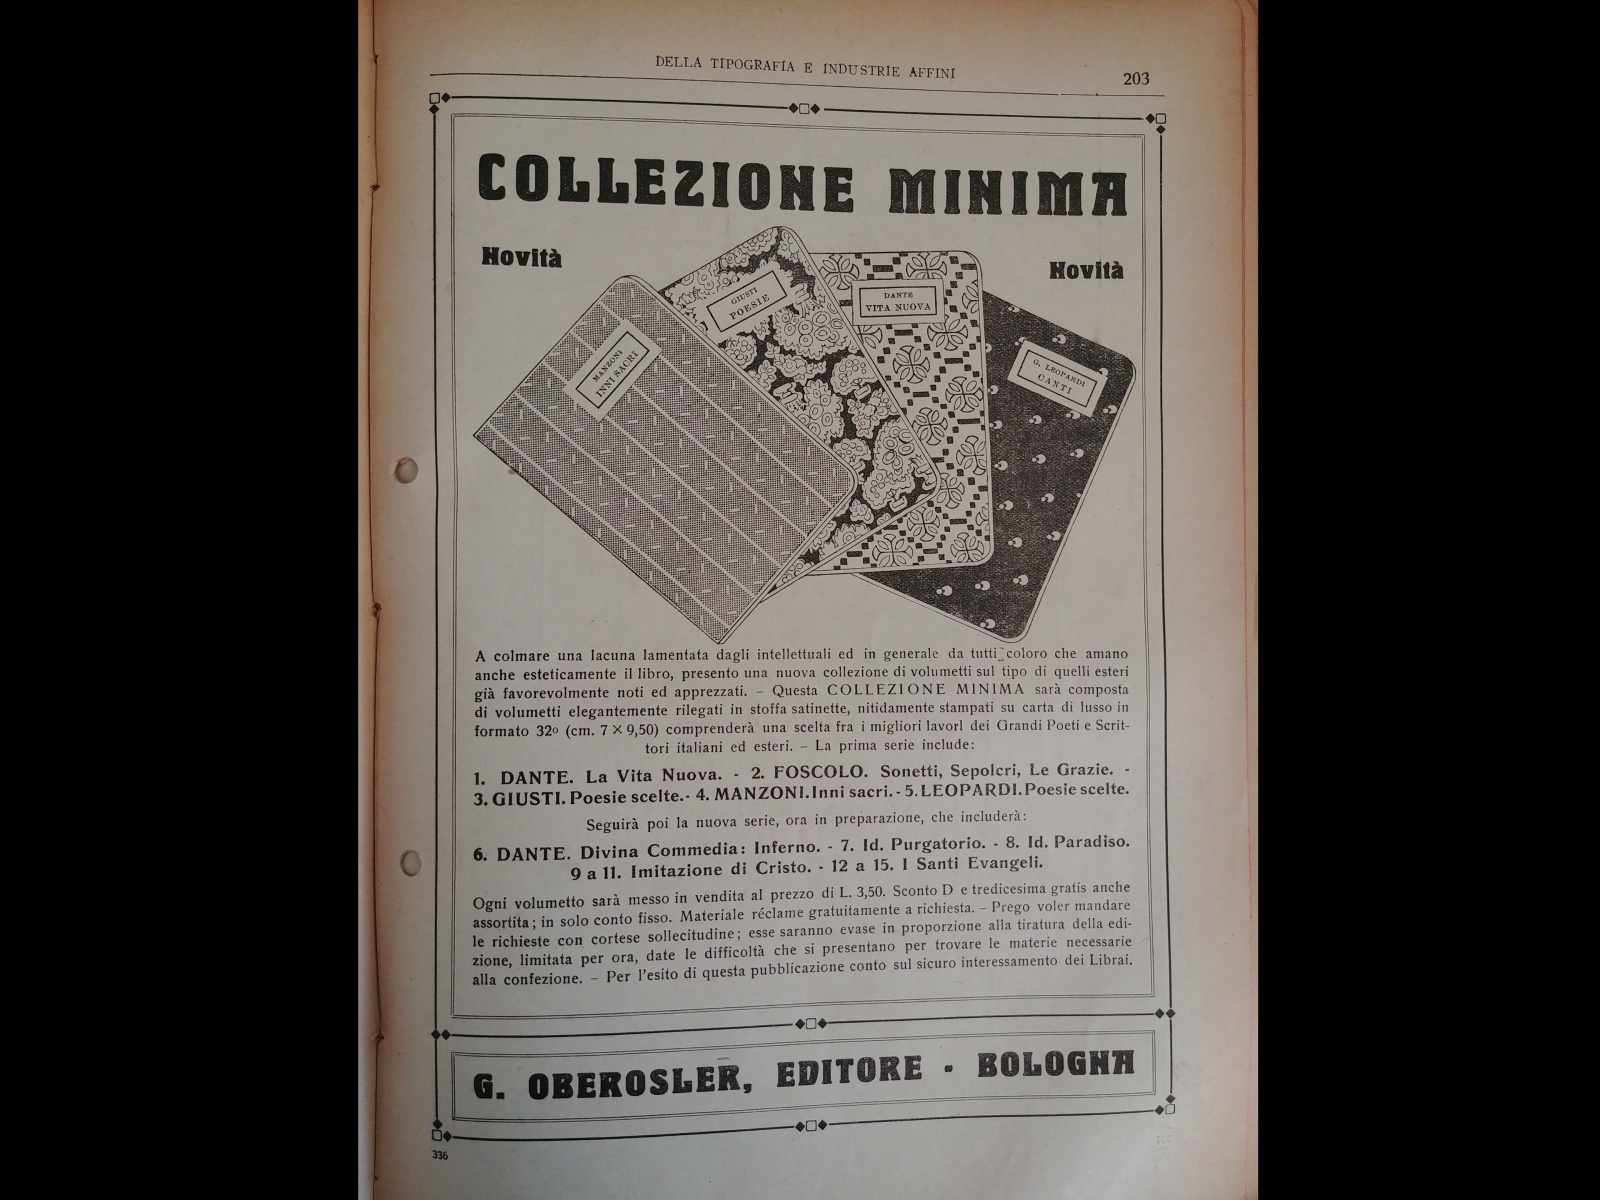 DELLA TIPOGRAFIA E INDUSTRIE AFFINI
203
COLLEZIONE MINIMA
Novità
Novità
MANZONI
INNI SACRI
GIUSTI
POESIE
DANTE
VITA NUOVA
G. LEOPARDI
CANTI
A colmare una lacuna lamentata dagli intellettuali ed in generale da tutti coloro che amano
anche esteticamente il libro, presento una nuova collezione di volumetti sul tipo di quelli esteri
già favorevolmente noti ed apprezzati. – Questa COLLEZIONE MINIMA sarà composta
di volumetti elegantemente rilegati in stoffa satinette, nitidamente stampati su carta di lusso in
formato 32º (cm. 7 × 9,50) comprenderà una scelta fra i migliori lavorl dei Grandi Poeti e Scrit-
tori italiani ed esteri. – La prima serie include:
1. DANTE. La Vita Nuova. - 2. FOSCOLO. Sonetti, Sepolcri, Le Grazie. -
3. GIUSTI. Poesie scelte. - 4. MANZONI. Inni sacri. - 5. LEOPARDI. Poesie scelte.
Seguirà poi la nuova serie, ora in preparazione, che includerà:
6. DANTE. Divina Commedia: Inferno. - 7. Id. Purgatorio. - 8. Id. Paradiso.
9 a 11. Imitazione di Cristo. - 12 a 15. I Santi Evangeli.
Ogni volumetto sarà messo in vendita al prezzo di L. 3,50. Sconto D e tredicesima gratis anche
assortita; in solo conto fisso. Materiale réclame gratuitamente a richiesta. – Prego voler mandare
le richieste con cortese sollecitudine; esse saranno evase in proporzione alla tiratura della edi-
zione, limitata per ora, date le difficoltà che si presentano per trovare le materie necessarie
alla confezione. – Per l'esito di questa pubblicazione conto sul sicuro interessamento dei Librai.
G. OBEROSLER, EDITORE - BOLOGNA
336